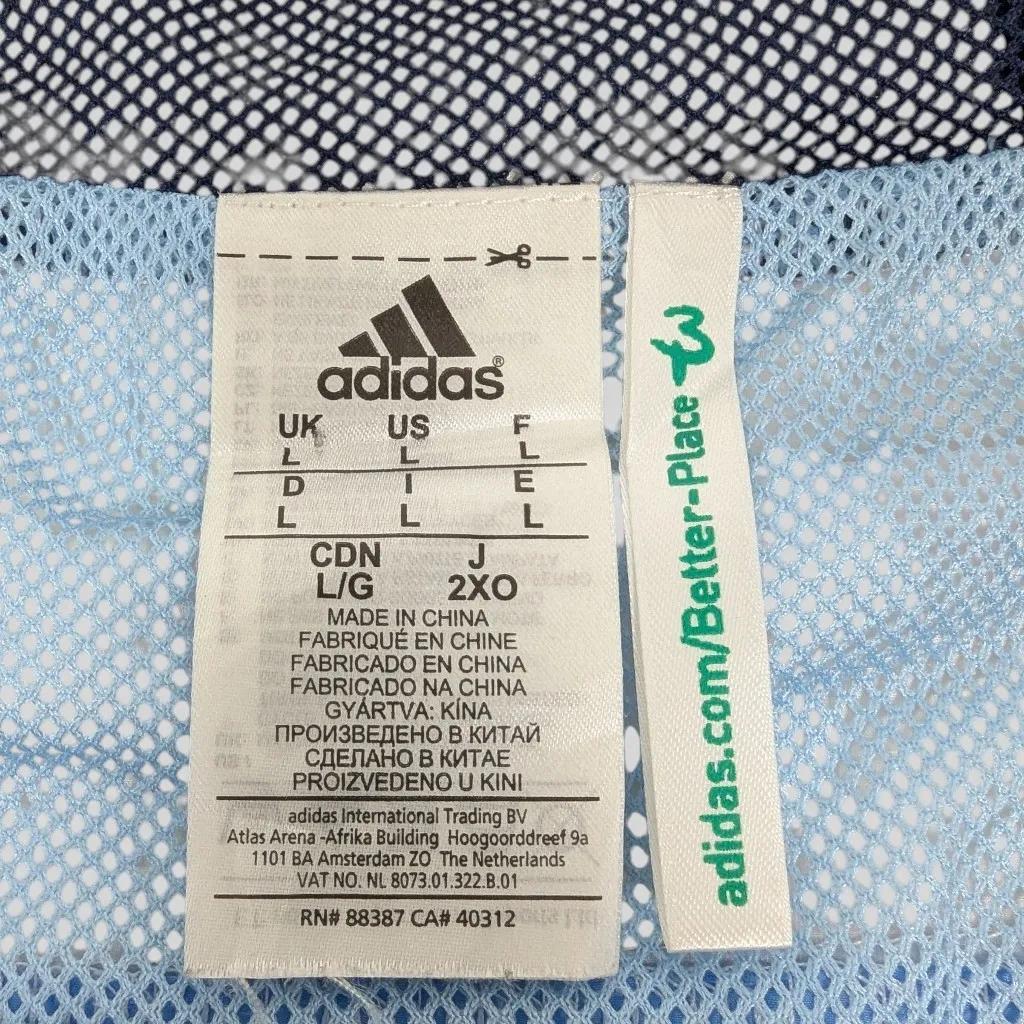 adidas®
UK US F
L L L
D I E
L L L
CDN J
L/G 2XO
MADE IN CHINA
FABRIQUÉ EN CHINE
FABRICADO EN CHINA
FABRICADO NA CHINA
GYÁRTVA: KÍNA
ПРОИЗВЕДЕНО В КИТАЙ
СДЕЛАНО В КИТАЕ
PROIZVEDENO U KINI
adidas International Trading BV
Atlas Arena -Afrika Building Hoogoorddreef 9a
1101 BA Amsterdam ZO The Netherlands
VAT NO. NL 8073.01.322.B.01
RN# 88387 CA# 40312
adidas.com/Better-Place